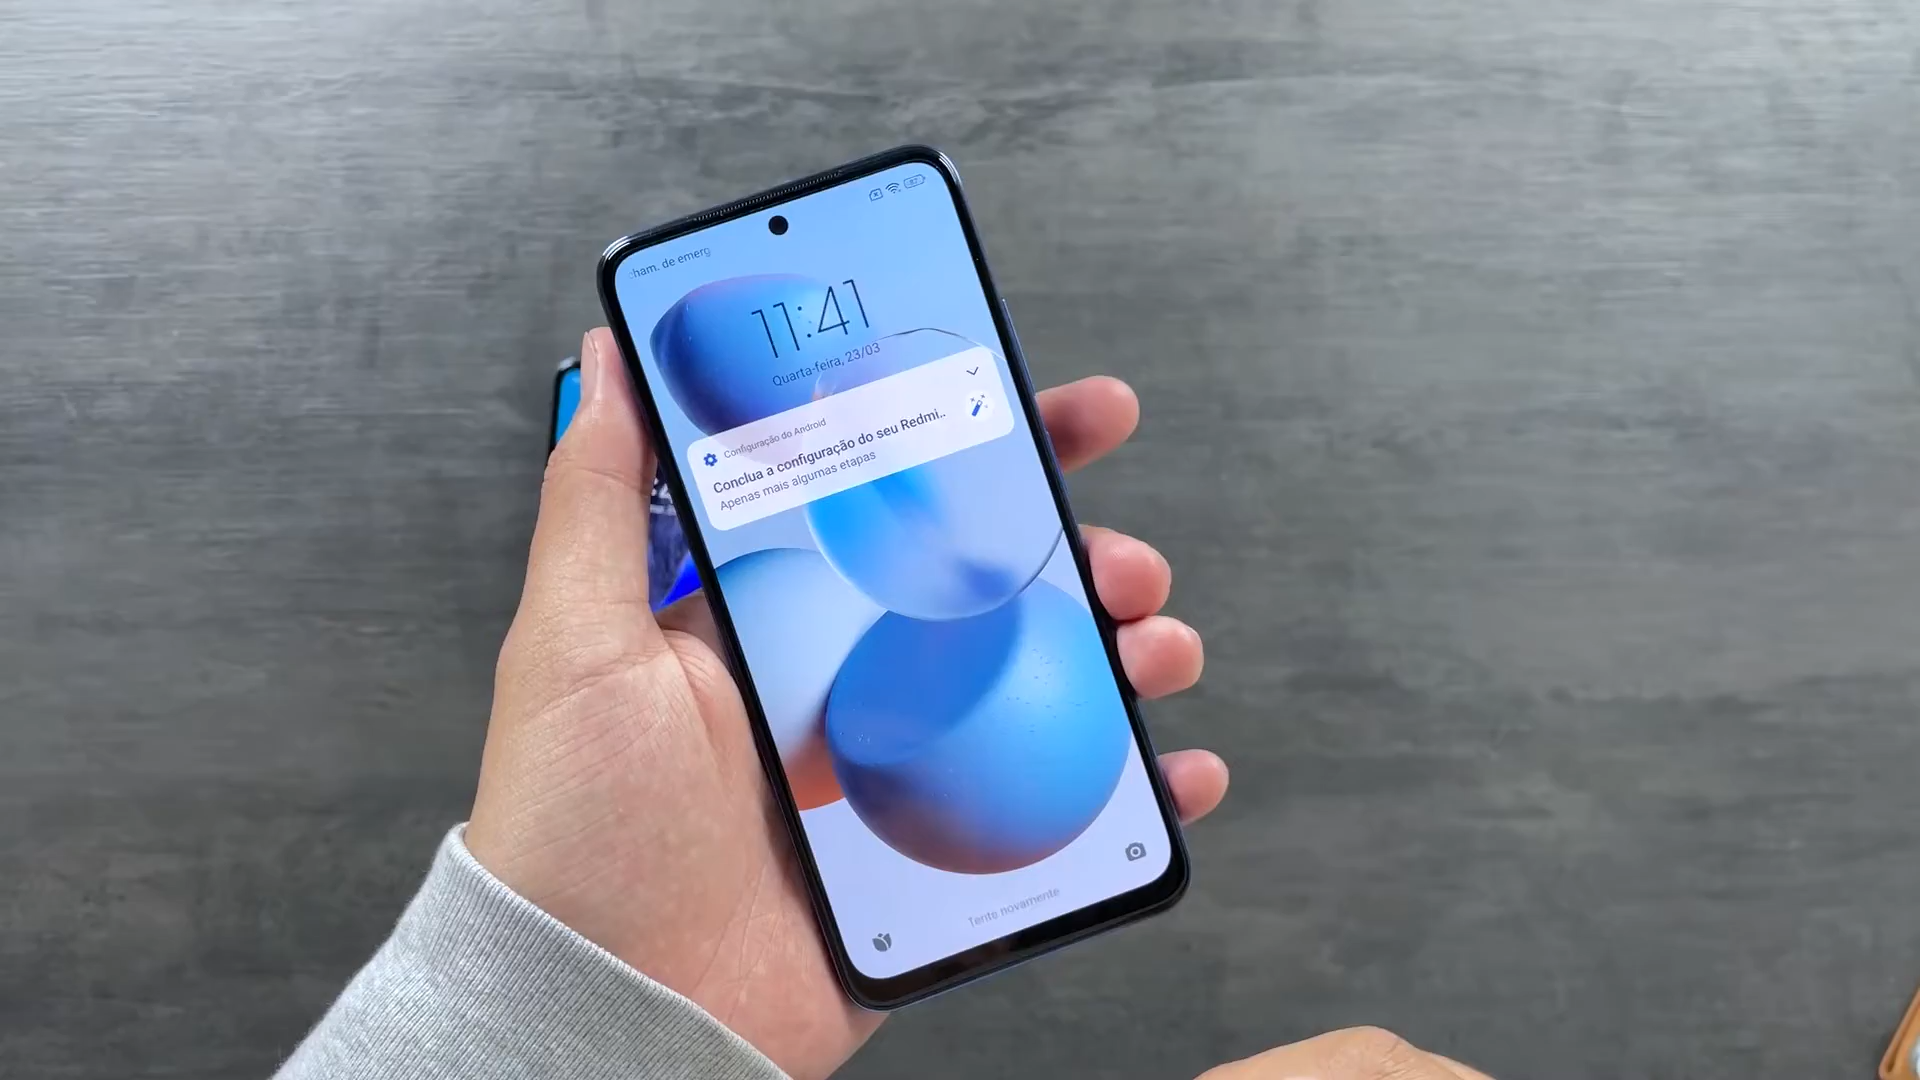 ham. de emerg
11:41
Quarta-feira, 23/03
Configuração do Android
Conclua a configuração do seu Redmi..
Apenas mais algumas etapas
Tente novamente